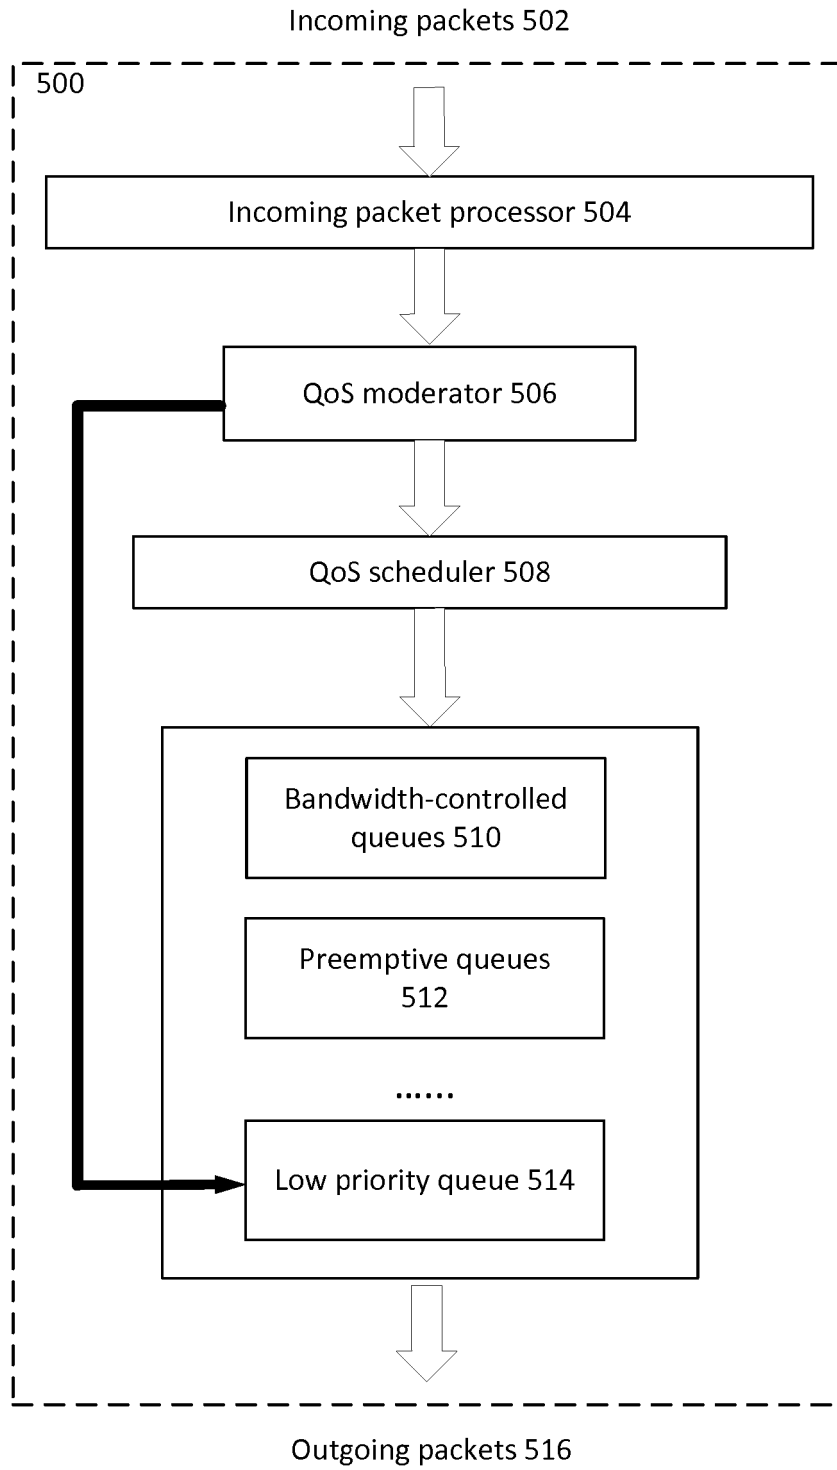 Incoming packets 502
500
Incoming packet processor 504
QoS moderator 506
QoS scheduler 508
Bandwidth-controlled
queues 510
Preemptive queues
512
......
Low priority queue 514
Outgoing packets 516